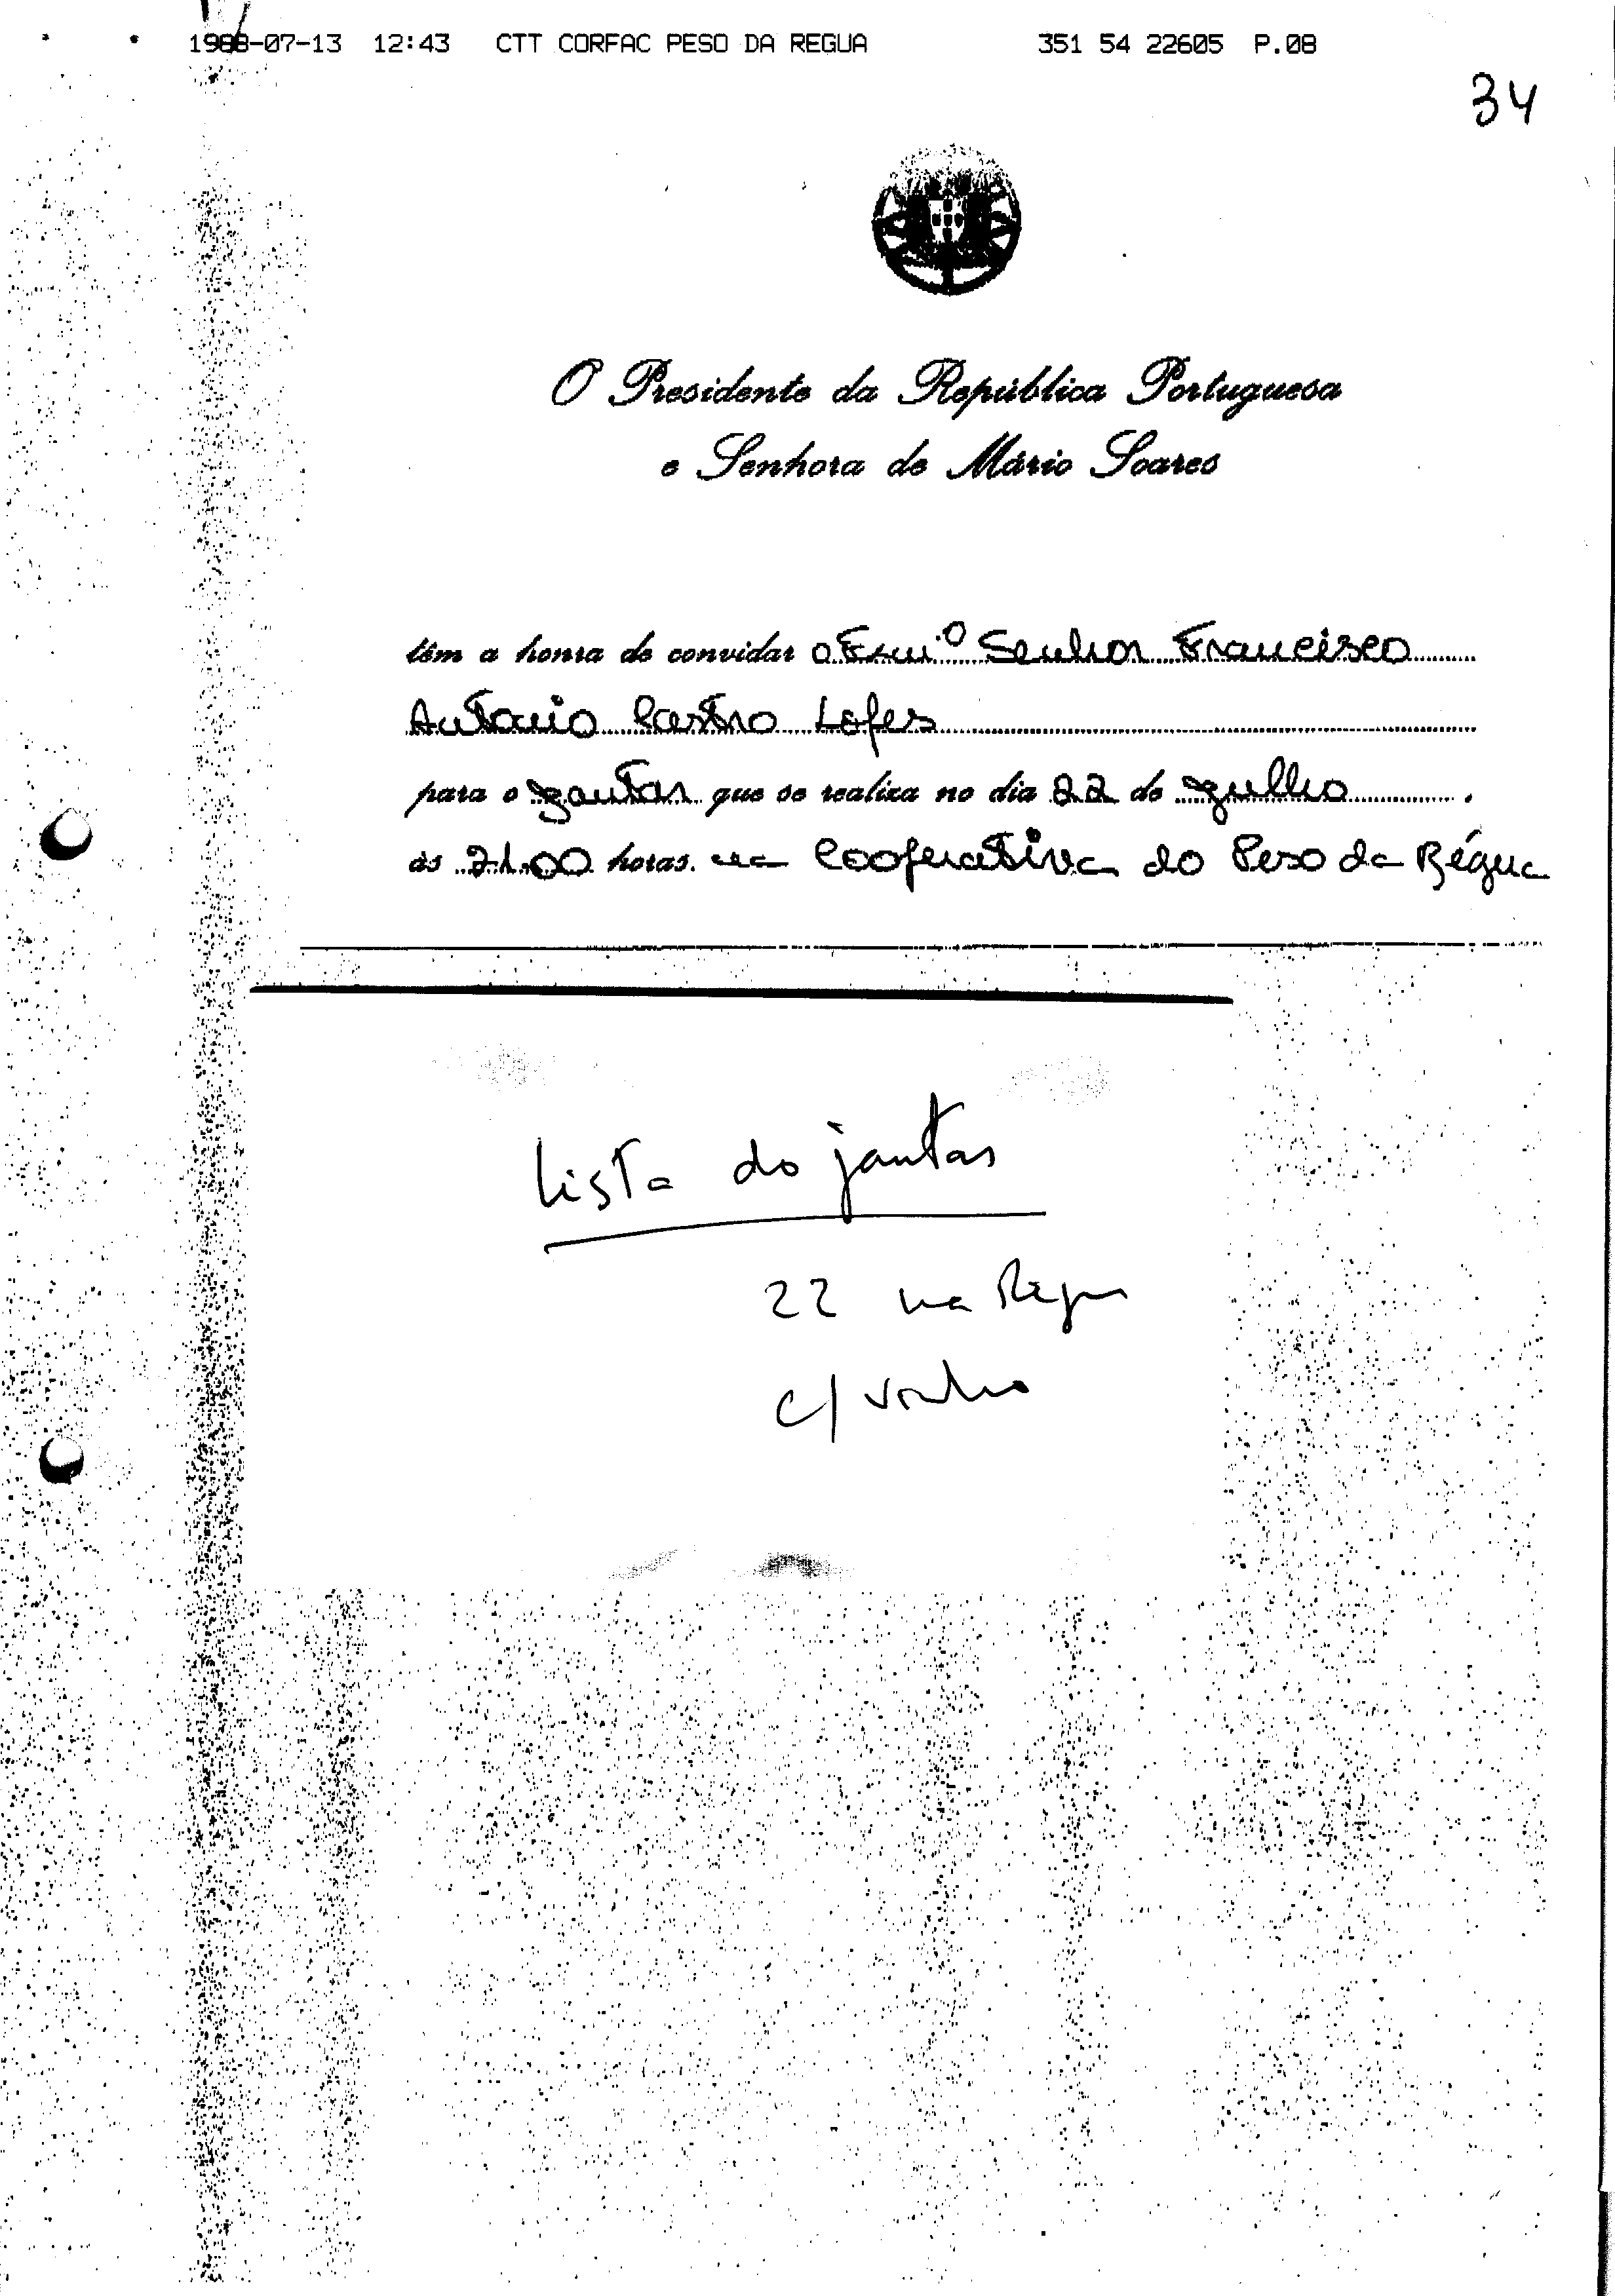 1988-07-13 12:43 CTT CORFAC PESO DA REGUA 351 54 22605 P.08
34
O Presidente da República Portuguesa
e Senhora de Mário Soares
têm a honra de convidar o Exmº Senhor Francisco
António Castro Lopes
para o jantar que se realiza no dia 22 de Julho.
às 21.00 horas. na Cooperativa do Peso da Régua
lista do jantar
22 na Regua
c/ vinho